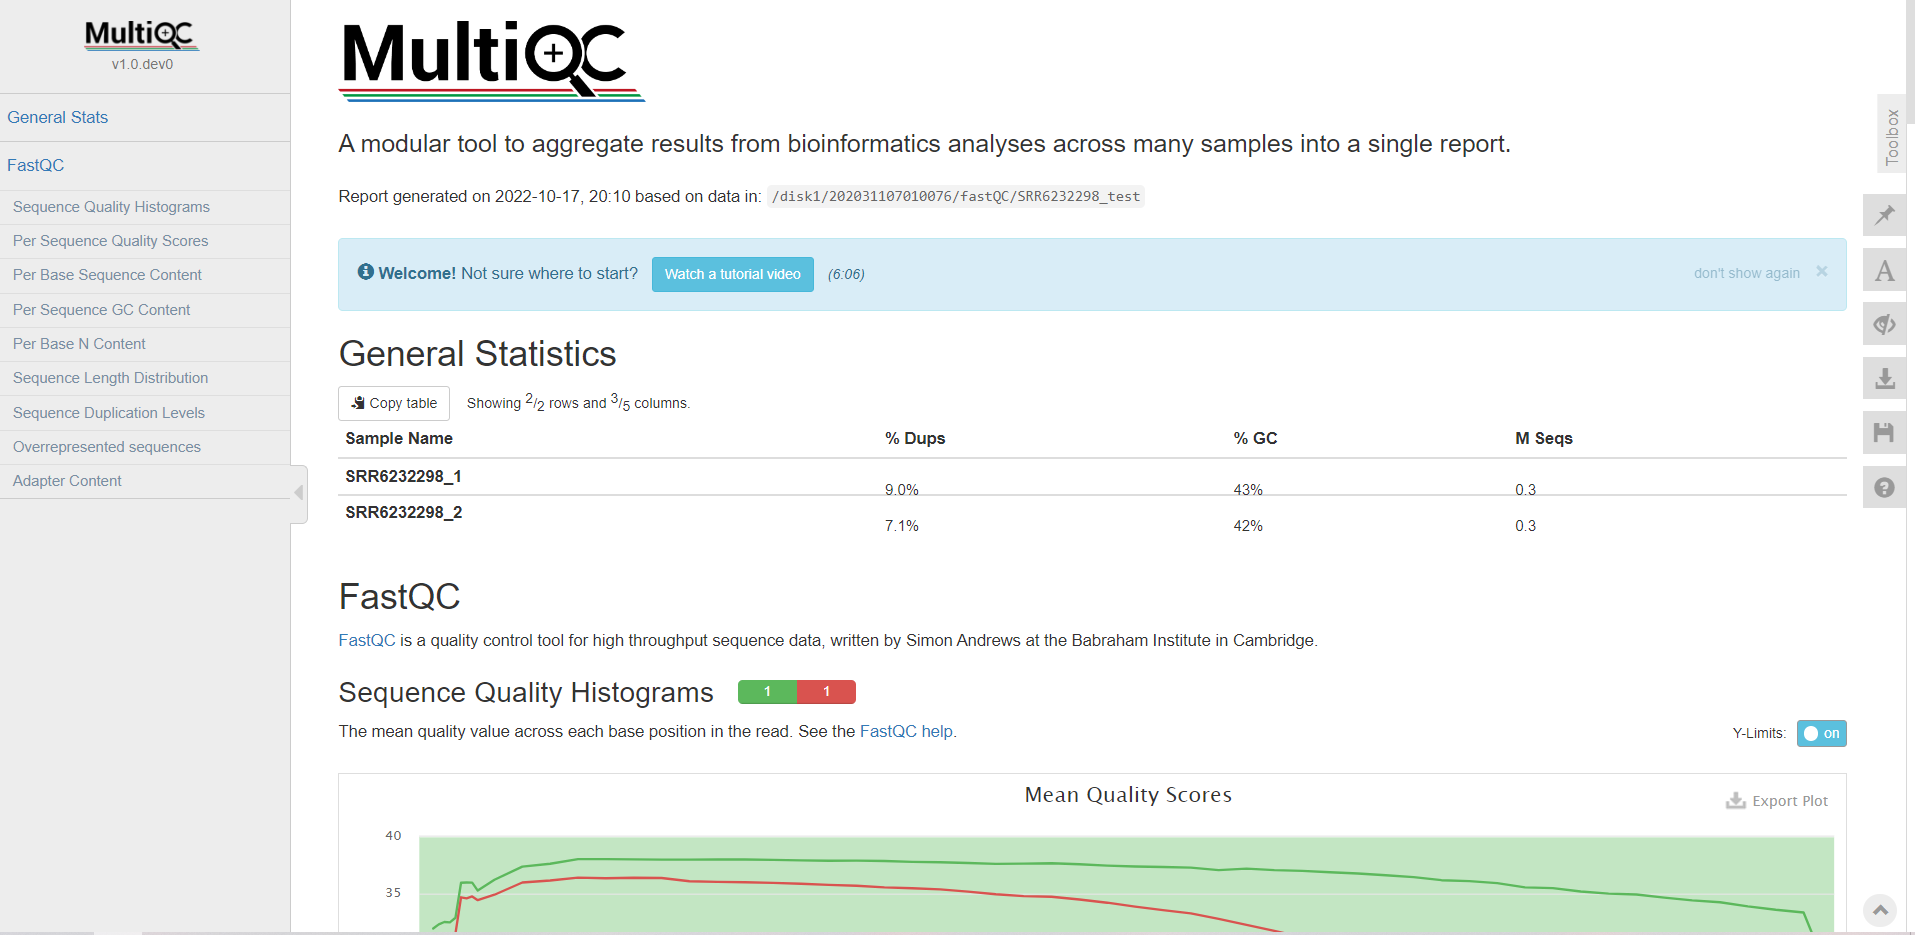 MultiQC
v1.0.dev0
General Stats
FastQC
Sequence Quality Histograms
Per Sequence Quality Scores
Per Base Sequence Content
Per Sequence GC Content
Per Base N Content
Sequence Length Distribution
Sequence Duplication Levels
Overrepresented sequences
Adapter Content
MultiQC
A modular tool to aggregate results from bioinformatics analyses across many samples into a single report.
Report generated on 2022-10-17, 20:10 based on data in: /disk1/202031107010076/fastQC/SRR6232298_test
Welcome! Not sure where to start? Watch a tutorial video (6:06) don't show again ×
General Statistics
Copy table Showing 2/2 rows and 3/5 columns.
Sample Name % Dups % GC M Seqs
SRR6232298_1 9.0% 43% 0.3
SRR6232298_2 7.1% 42% 0.3
FastQC
FastQC is a quality control tool for high throughput sequence data, written by Simon Andrews at the Babraham Institute in Cambridge.
Sequence Quality Histograms 1 1
The mean quality value across each base position in the read. See the FastQC help.
Y-Limits: on
Mean Quality Scores
Export Plot
40
35
Toolbox
A